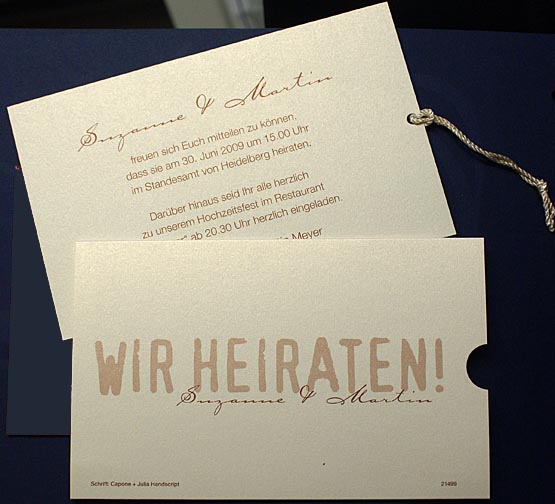 Suzanne & Martin
freuen sich Euch mitteilen zu können,
dass sie am 30. Juni 2009 um 15.00 Uhr
im Standesamt von Heidelberg heiraten.
Darüber hinaus seid Ihr alle herzlich
zu unserem Hochzeitsfest im Restaurant
ab 20.30 Uhr herzlich eingeladen.
Meyer
WIR HEIRATEN!
Suzanne & Martin
Schrift: Capone + Julia Handscript
21499